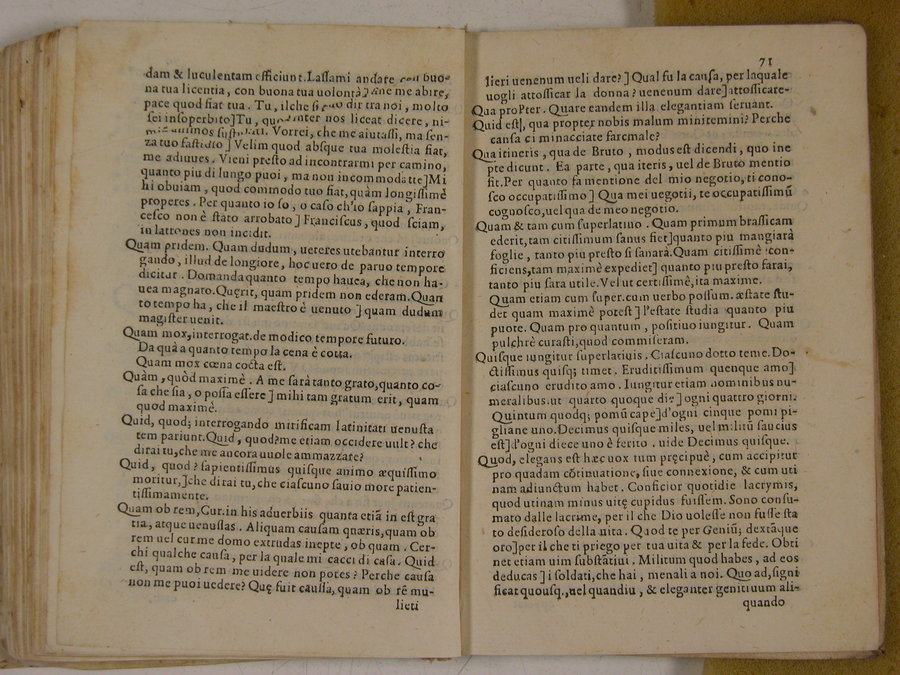 dam & luculentam efficiunt. Lassami andare con buo-
na tua licentia, con buona tua uolontà] sine me abire,
pace quod fiat tua. Tu, ilche si può dir tra noi, molto
sei insoperbito] Tu, quod inter nos liceat dicere, ni-
animos sustulisti. Vorrei, che me aiutassi, ma sen-
za tuo fastidio] Velim quod absque tua molestia fiat,
me adiuues. Vieni presto ad incontrarmi per camino,
quanto piu di lungo puoi, ma non incommodatte] Mi
hi obuiam, quod commodo tuo fiat, quàm longissimè
properes. Per quanto io so, o caso ch'io sappia, Fran-
cesco non è stato arrobato] Franciscus, quod sciam,
in latrones non incidit.
Quam pridem. Quam dudum, ueteres utebantur interro
gando, illud de longiore, hoc uero de paruo tempore
dicitur. Domanda quanto tempo hauea, che non ha-
uea magnato. Quęrit, quam pridem non ederam. Quan
to tempo ha, che il maestro è uenuto] quam dudum
magister uenit.
Quam mox, interrogat. de modico tempore futuro.
Da quà a quanto tempo la cena è cotta.
Quam mox cœna cocta est.
Quàm, quòd maximè. A me sarà tanto grato, quanto co-
sa che sia, o possa essere] mihi tam gratum erit, quam
quod maximè.
Quid, quod; interrogando mirificam latinitati uenusta
tem pariunt. Quid, quod? me etiam occidere uult? che
dirai tu, che me ancora uuole ammazzare?
Quid, quod? sapientissimus quisque animo æquissimo
moritur,] che dirai tu, che ciascuno sauio more patien-
tissimamente.
Quam ob rem, Cur. in his aduerbiis quanta etiã in est gra
tia, atque uenustas. Aliquam causam quæris, quam ob
rem uel cur me domo extrudas inepte, ob quam. Cer-
chi qualche causa, per la quale mi cacci di casa. Quid
est, quam ob rem me uidere non potes? Perche causa
non me puoi uedere? Quę fuit caussa, quam ob rē mu-
lieri
71
lieri uenenum ueli dare?] Qual fu la causa, per laquale
uogli attossicar la donna? uenenum dare] attossicare-
Qua propter. Quare eandem illa elegantiam seruant.
Quid est, qua propter nobis malum minitemini? Perche
causa ci minacciate farcmale?
Qua itineris, qua de Bruto, modus est dicendi, quo ine
pte dicunt. Ea parte, qua iteris, uel de Bruto mentio
fit. Per quanto fa mentione del mio negotio, ti cono-
sco occupatissimo] Qua mei uegotii, te occupatissimũ
cognosco, uel qua de meo negotio.
Quam & tam cum superlatiuo. Quam primum brassicam
ederit, tam citissimum sanus fiet] quanto piu mangiarà
foglie, tanto piu presto si sanarà. Quam citissimè con-
ficiens, tam maximè expediet] quanto piu presto farai,
tanto piu sara utile. Vel ut certissimè, ita maxime.
Quam etiam cum super. cum uerbo possum. æstate stu-
det quam maximè potest] l'estate studia quanto piu
puote. Quam pro quantum, positiuo iungitur. Quam
pulchrè curasti, quod commiseram.
Quisque iungitur superlatiuis. Ciascuno dotto teme. Do-
ctissimus quisq; timet. Eruditissimum quenque amo]
ciascuno erudito amo. Iungitur etiam nominibus nu-
meralibus. ut quarto quoque die] ogni quattro giorni.
Quintum quodq; pomũ cape] d'ogni cinque pomi pi-
gliane uno. Decimus quisque miles, uel militũ saucius
est] d'ogni diece uno è ferito. uide Decimus quisque.
Quod, elegans est hæc uox tum pręcipuè, cum accipitur
pro quadam cõtinuatione, siue connexione, & cum uti
nam adiunctum habet. Conficior quotidie lacrymis,
quod utinam minus uitę cupidus fuissem. Sono consu-
mato dalle lacrime, per il che Dio uolesse non fusse sta
to desideroso della uita. Quod te per Geniũ; dextãque
oro] per il che ti priego per tua uita & per la fede. Obti
net etiam uim substãtiui. Militum quod habes, ad eos
deducas] i soldati, che hai, menali a noi. Quo ad, signi
ficat quousq., uel quandiu, & eleganter genitiuum ali-
quando